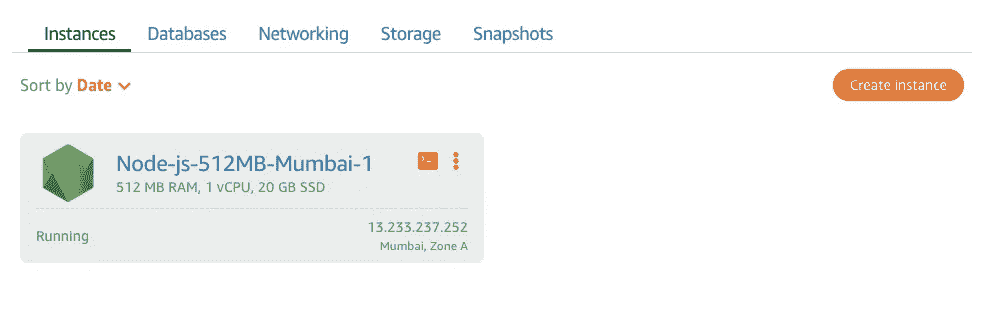 Instances Databases Networking Storage Snapshots
Sort by Date
Create instance
Node-js-512MB-Mumbai-1
512 MB RAM, 1 vCPU, 20 GB SSD
Running
13.233.237.252
Mumbai, Zone A